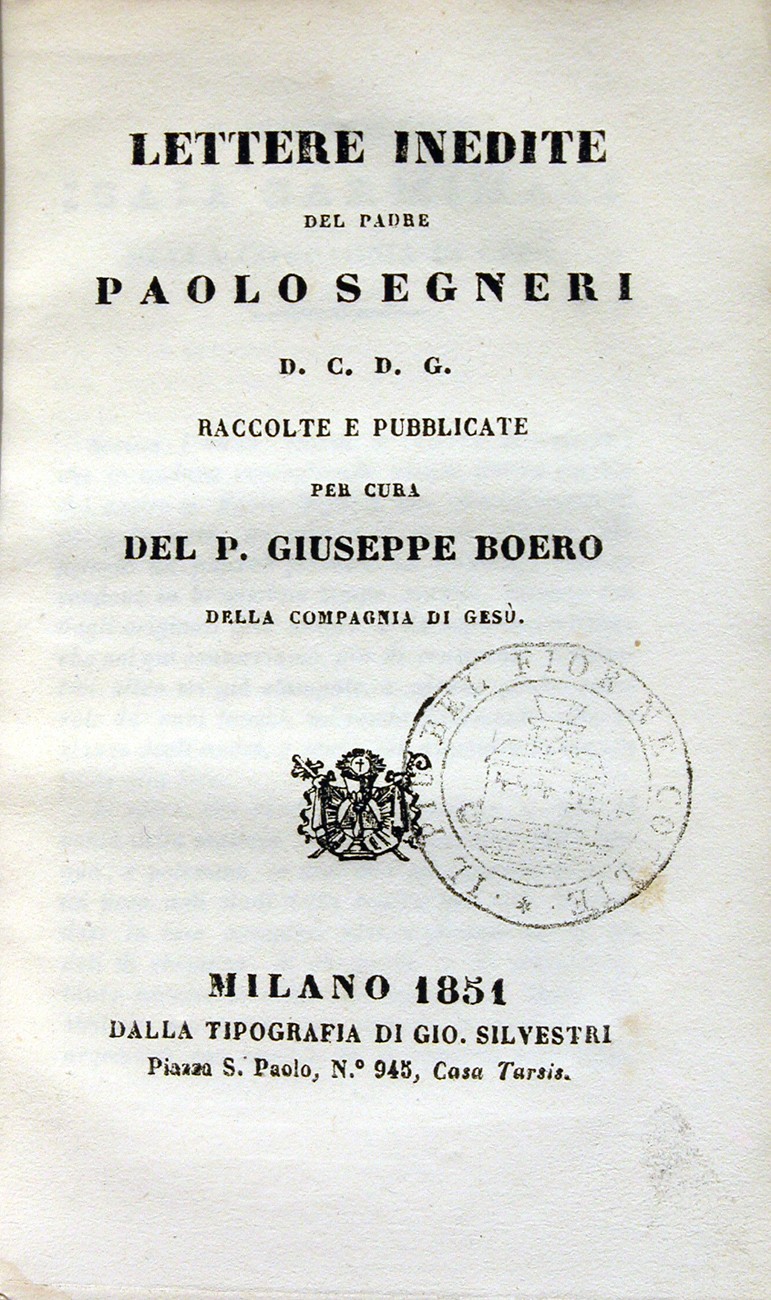 LETTERE INEDITE
DEL PADRE
PAOLO SEGNERI
D. C. D. G.
RACCOLTE E PUBBLICATE
PER CURA
DEL P. GIUSEPPE BOERO
DELLA COMPAGNIA DI GESÙ.
MILANO 1851
DALLA TIPOGRAFIA DI GIO. SILVESTRI
Piazza S. Paolo, N.º 945, Casa Tarsis.